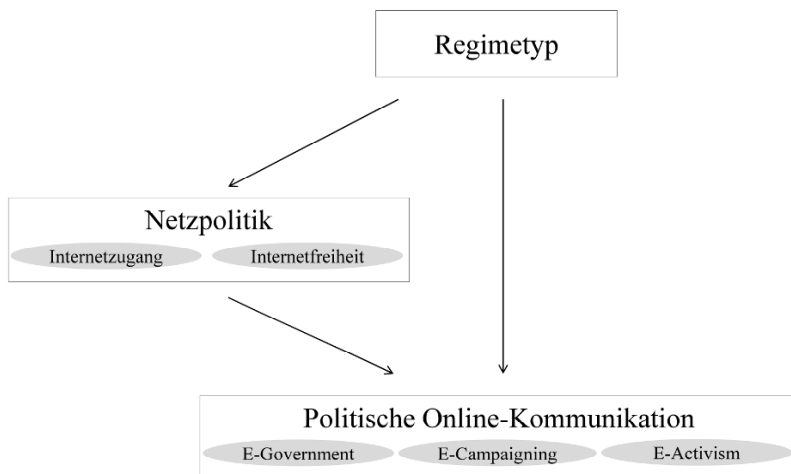 Regimetyp
Netzpolitik
Internetzugang Internetfreiheit
Politische Online-Kommunikation
E-Government E-Campaigning E-Activism